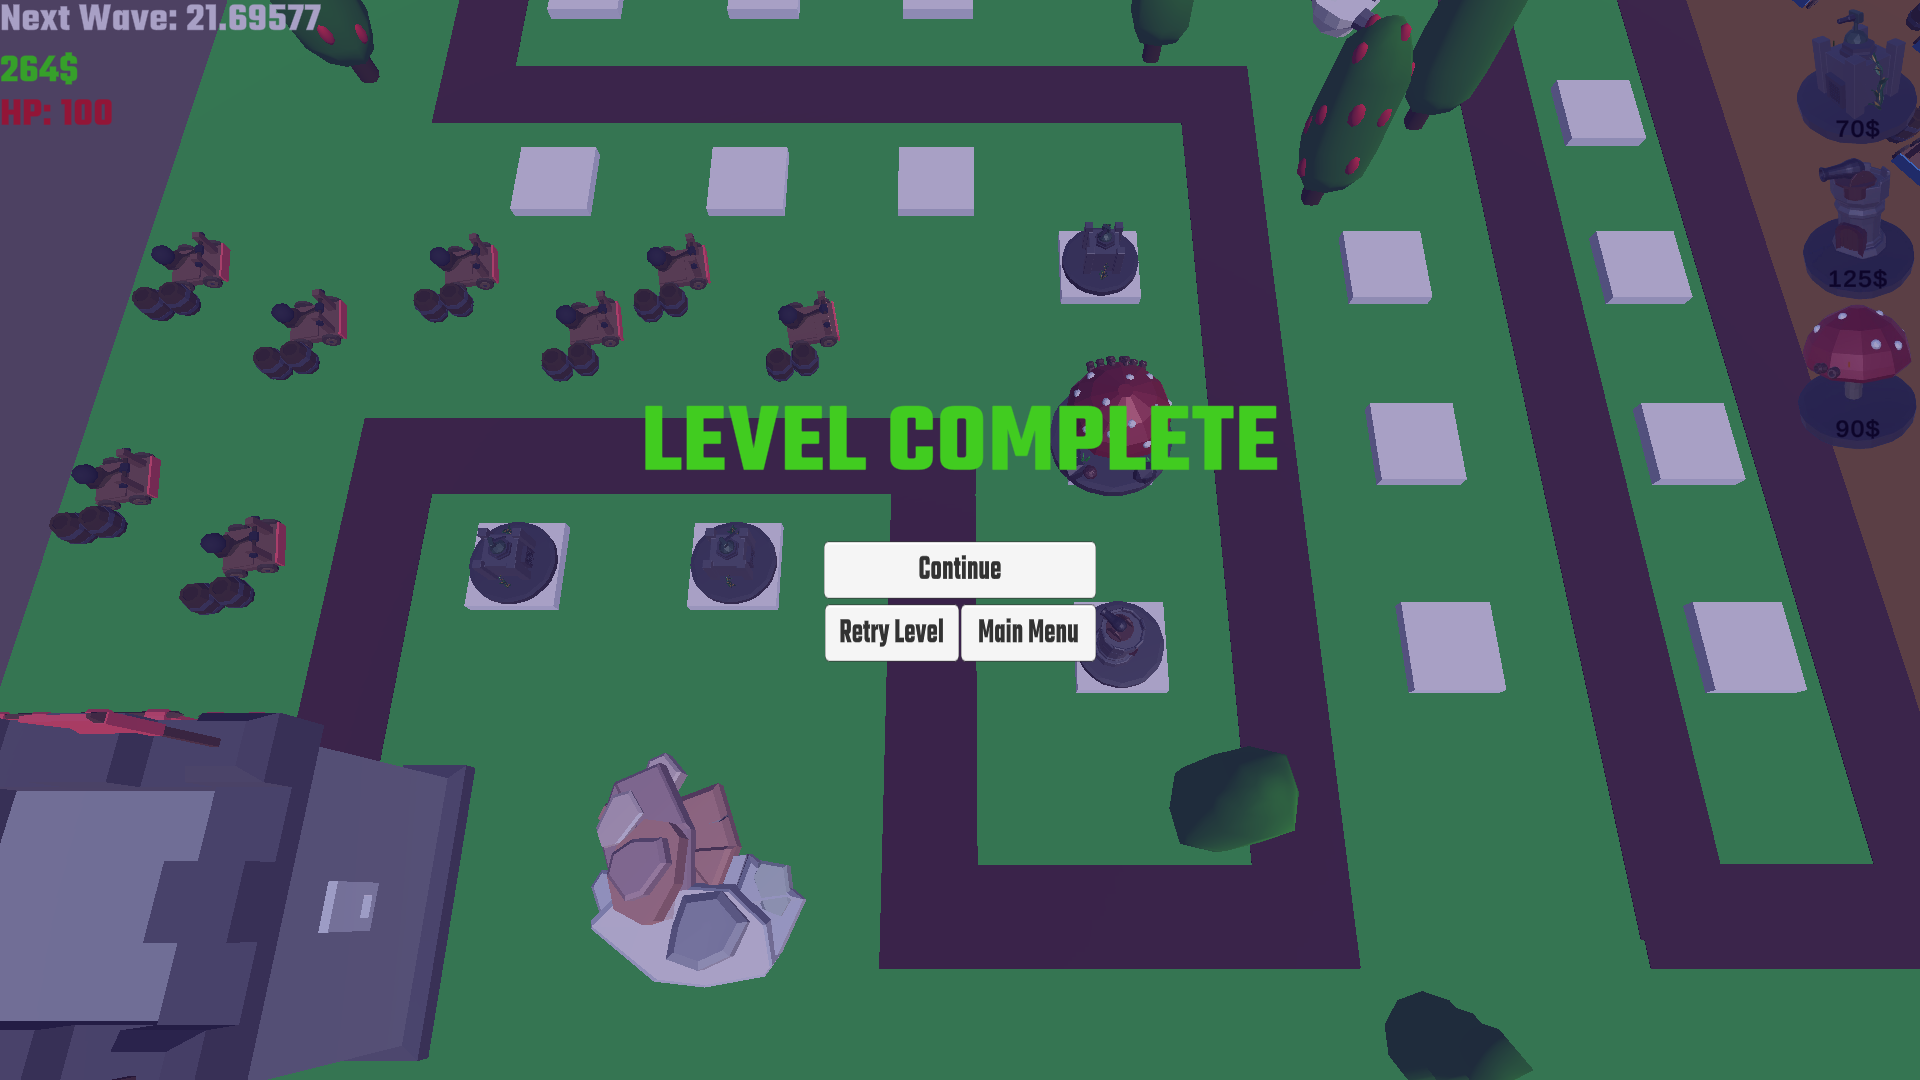 Next Wave: 21.69577
264$
HP: 100
70$
125$
90$
LEVEL COMPLETE
Continue
Retry Level
Main Menu